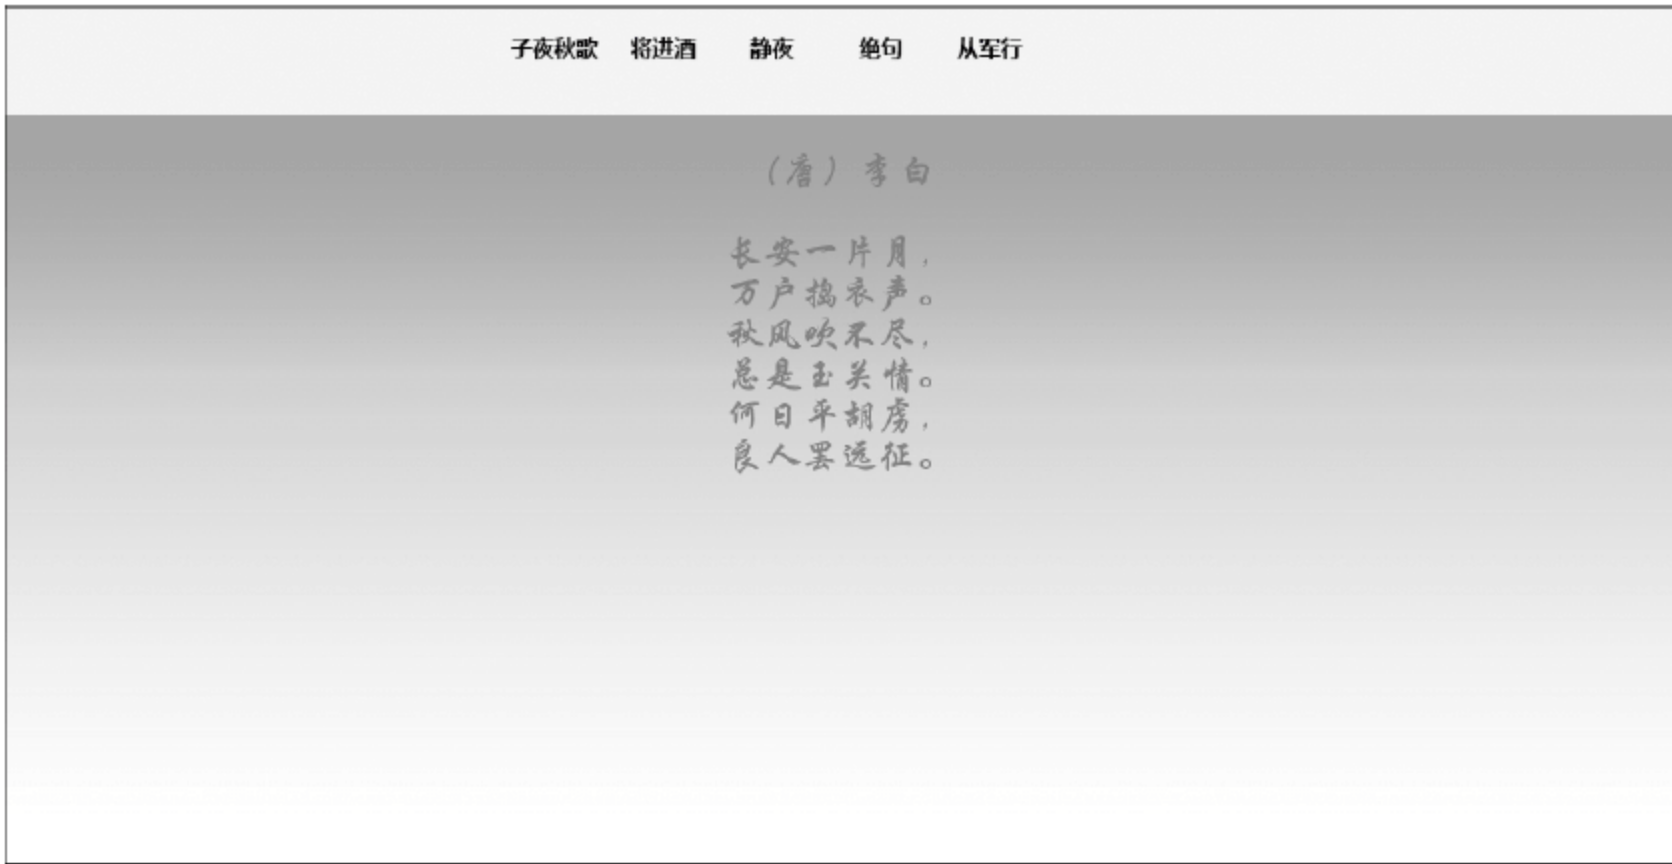 子夜秋歌 将进酒 静夜 绝句 从军行
（唐）李白
长安一片月，
万户捣衣声。
秋风吹不尽，
总是玉关情。
何日平胡虏，
良人罢远征。